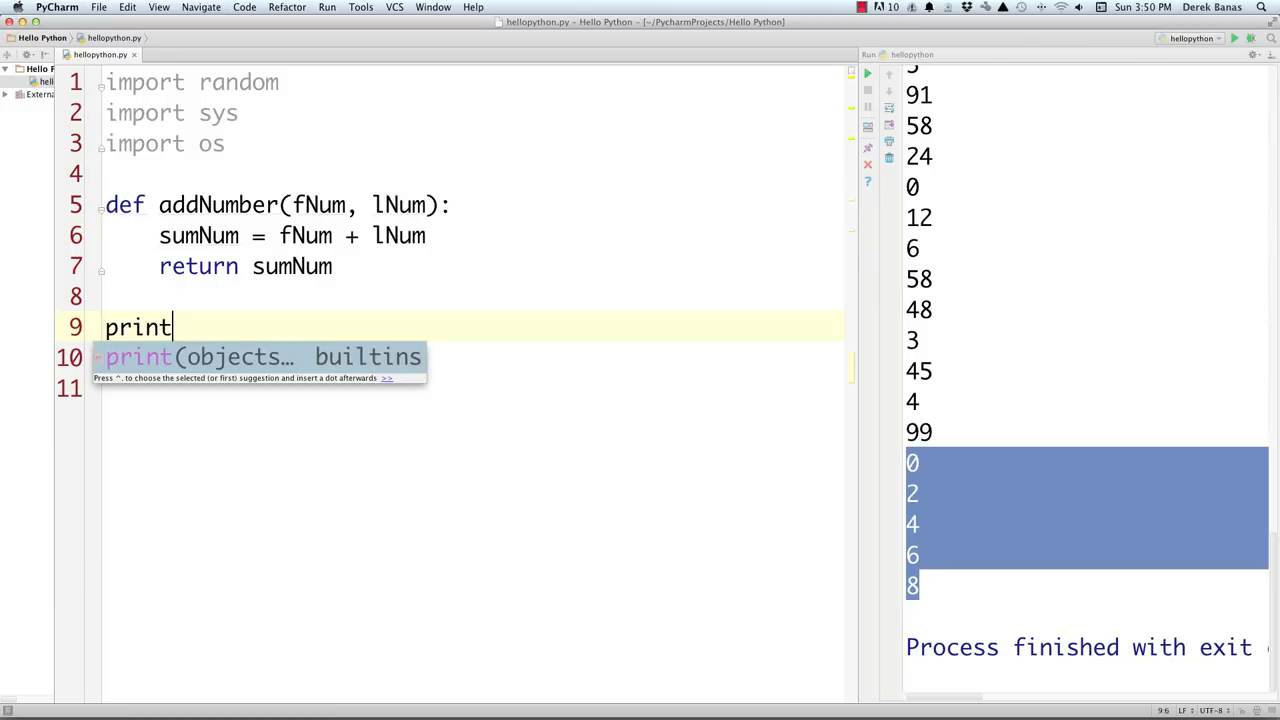 PyCharm File Edit View Navigate Code Refactor Run Tools VCS Window Help 10 Sun 3:50 PM Derek Banas
hellopython.py - Hello Python - [~/PycharmProjects/Hello Python]
Hello Python hellopython.py hellopython
hellopython.py Run hellopython
Hello P
hell
Externa
1 import random
2 import sys
3 import os
4
5 def addNumber(fNum, lNum):
6 sumNum = fNum + lNum
7 return sumNum
8
9 print
10 print(objects… builtins
Press ^. to choose the selected (or first) suggestion and insert a dot afterwards >>
11
91
58
24
0
12
6
58
48
3
45
4
99
0
2
4
6
8
Process finished with exit
9:6 LF UTF-8